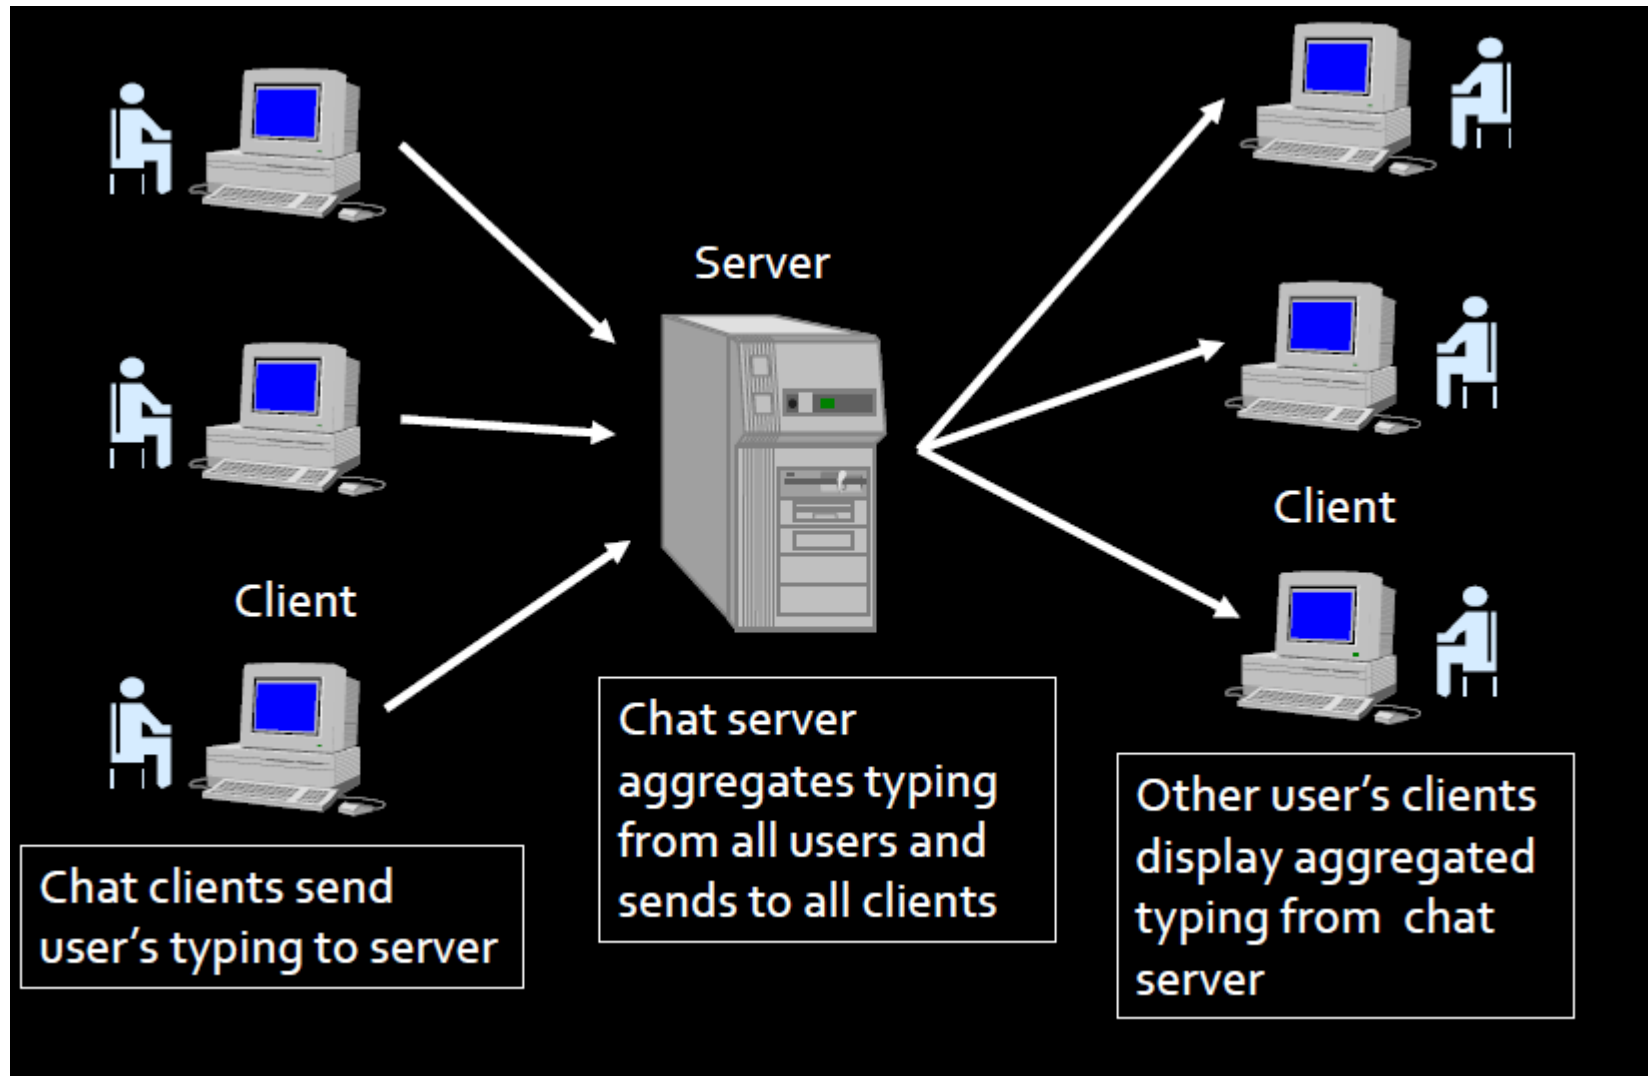 Server
Client
Client
Chat clients send
user's typing to server
Chat server
aggregates typing
from all users and
sends to all clients
Other user's clients
display aggregated
typing from  chat
server